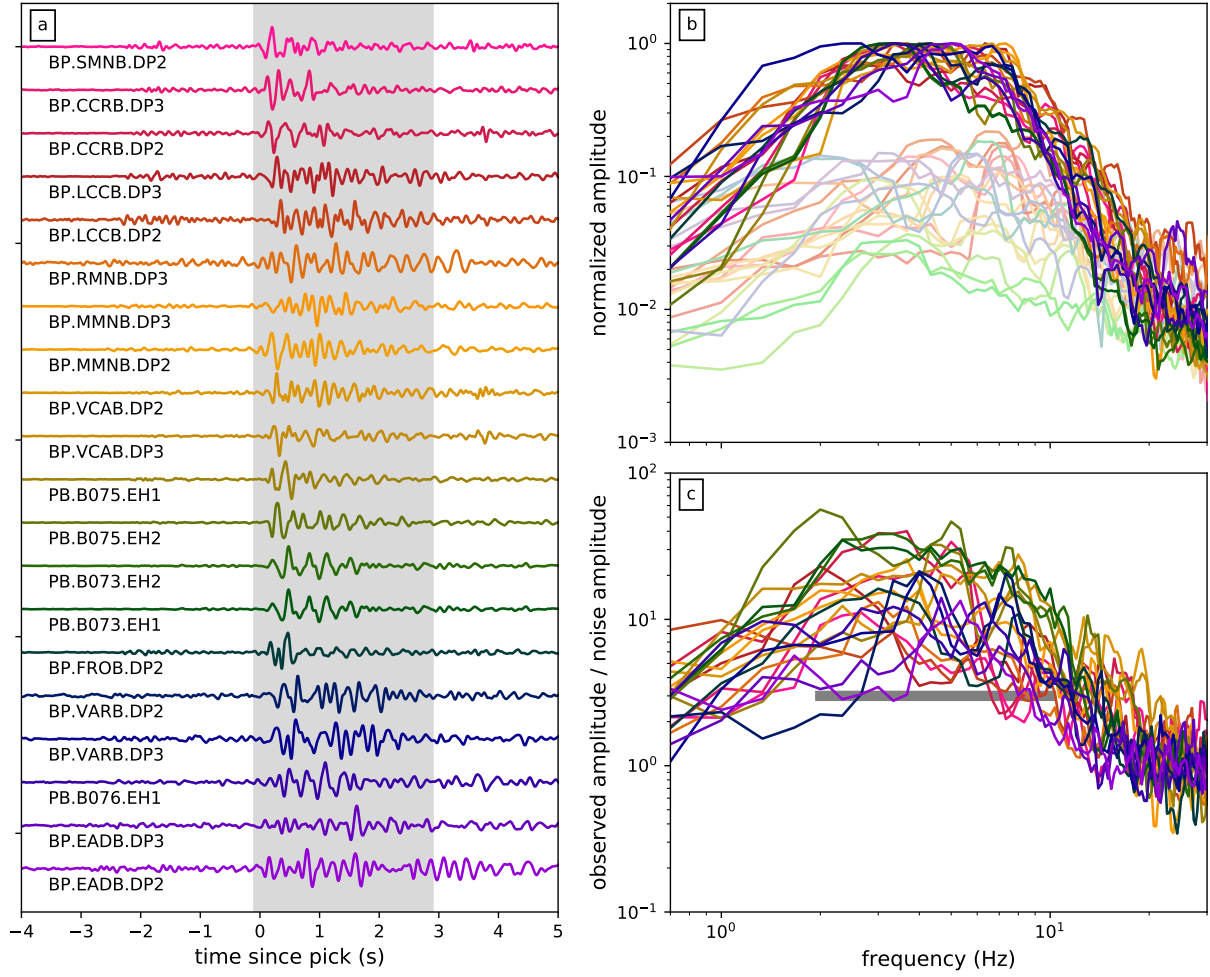 a
BP.SMNB.DP2
BP.CCRB.DP3
BP.CCRB.DP2
BP.LCCB.DP3
BP.LCCB.DP2
BP.RMNB.DP3
BP.MMNB.DP3
BP.MMNB.DP2
BP.VCAB.DP2
BP.VCAB.DP3
PB.B075.EH1
PB.B075.EH2
PB.B073.EH2
PB.B073.EH1
BP.FROB.DP2
BP.VARB.DP2
BP.VARB.DP3
PB.B076.EH1
BP.EADB.DP3
BP.EADB.DP2
−4 −3 −2 −1 0 1 2 3 4 5
time since pick (s)
b
10⁰
10⁻¹
10⁻²
10⁻³
normalized amplitude
c
10²
10¹
10⁰
10⁻¹
observed amplitude / noise amplitude
10⁰ 10¹
frequency (Hz)